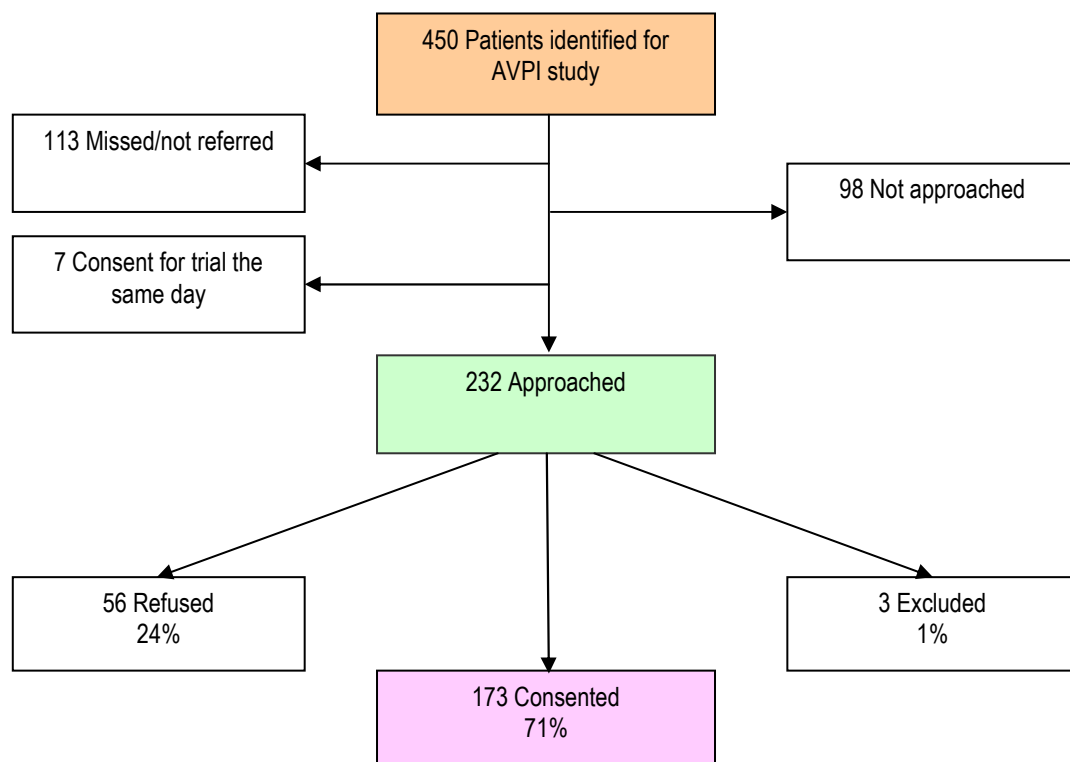 450 Patients identified for
AVPI study
113 Missed/not referred
98 Not approached
7 Consent for trial the
same day
232 Approached
56 Refused
24%
3 Excluded
1%
173 Consented
71%